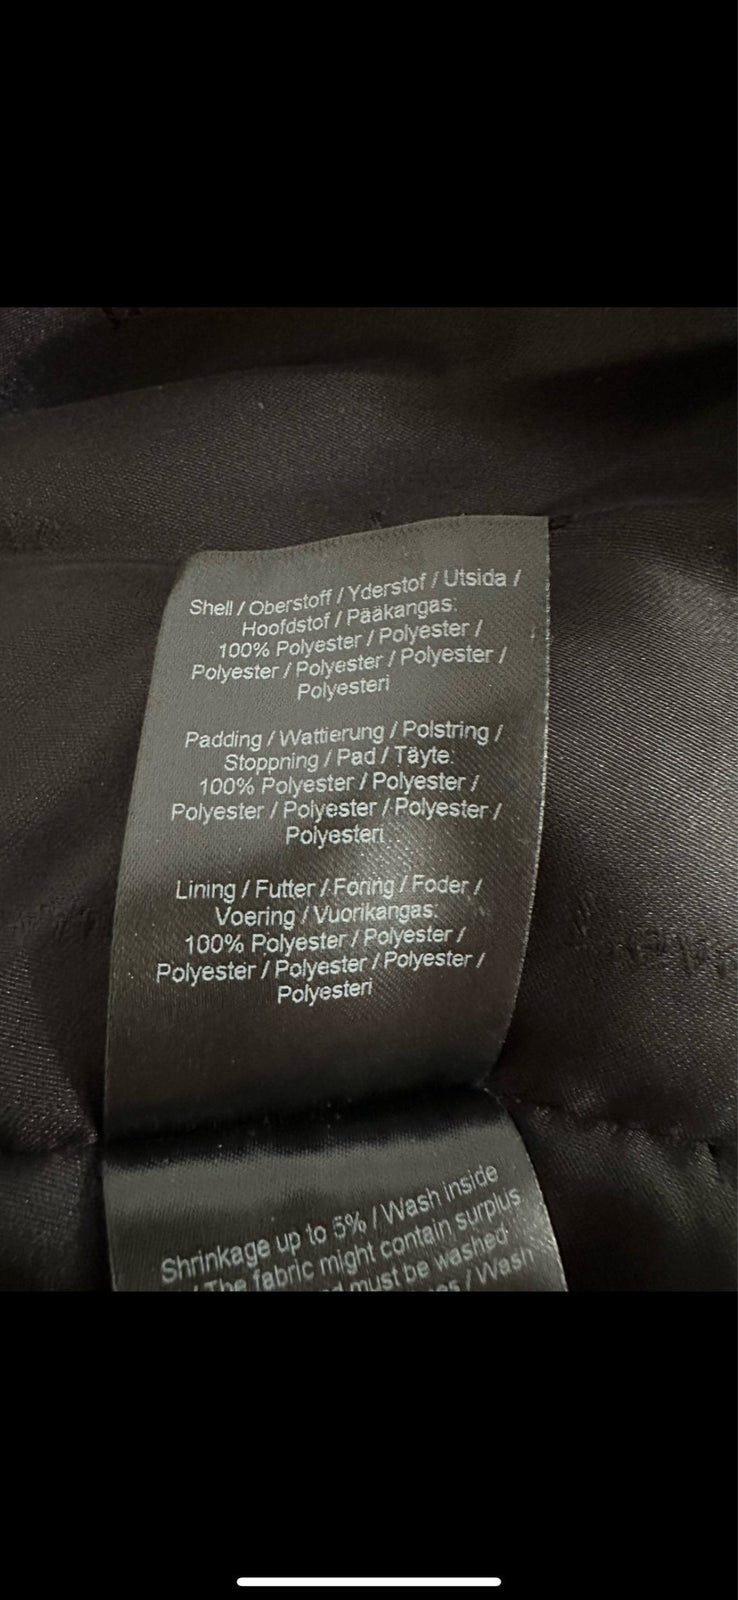 Shell / Oberstoff / Yderstof / Utsida /
Hoofdstof / Pääkangas:
100% Polyester / Polyester /
Polyester / Polyester / Polyester /
Polyesteri
Padding / Wattierung / Polstring /
Stoppning / Pad / Täyte:
100% Polyester / Polyester /
Polyester / Polyester / Polyester /
Polyesteri
Lining / Futter / Foring / Foder /
Voering / Vuorikangas:
100% Polyester / Polyester /
Polyester / Polyester / Polyester /
Polyesteri
Shrinkage up to 5% / Wash inside
/ The fabric might contain surplus
must be washed
/ Wash